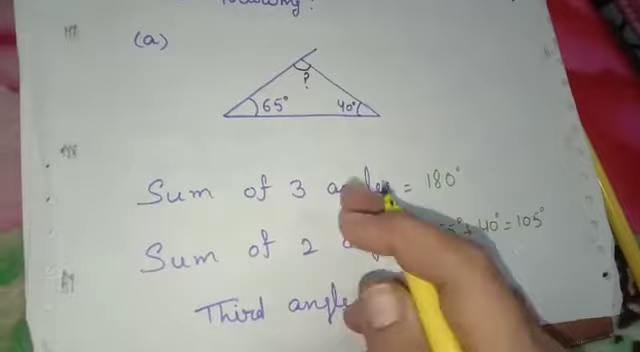 (a)
?
65° 40°
Sum of 3 angles = 180°
Sum of 2 40° = 105°
Third angle